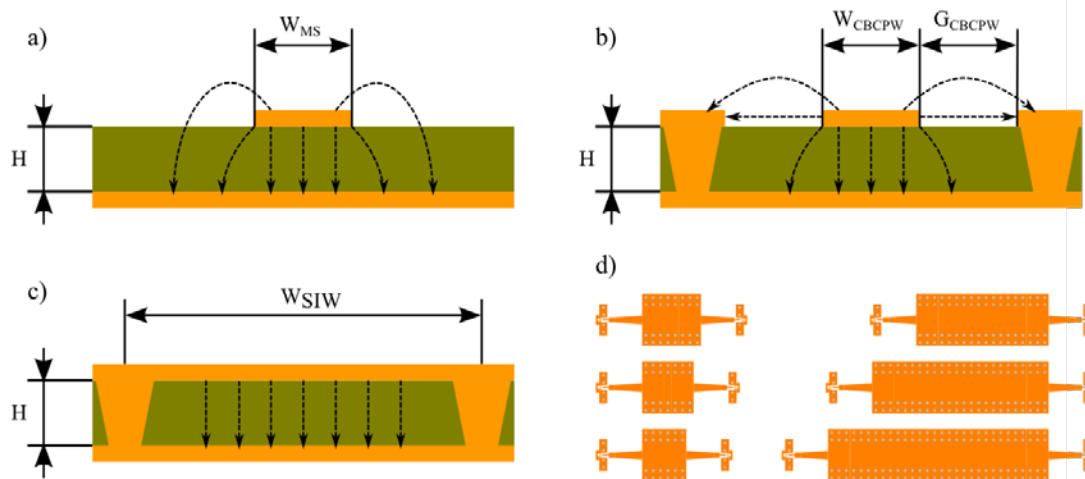 a)
W_MS
H
b)
W_CBCPW
G_CBCPW
H
c)
W_SIW
H
d)